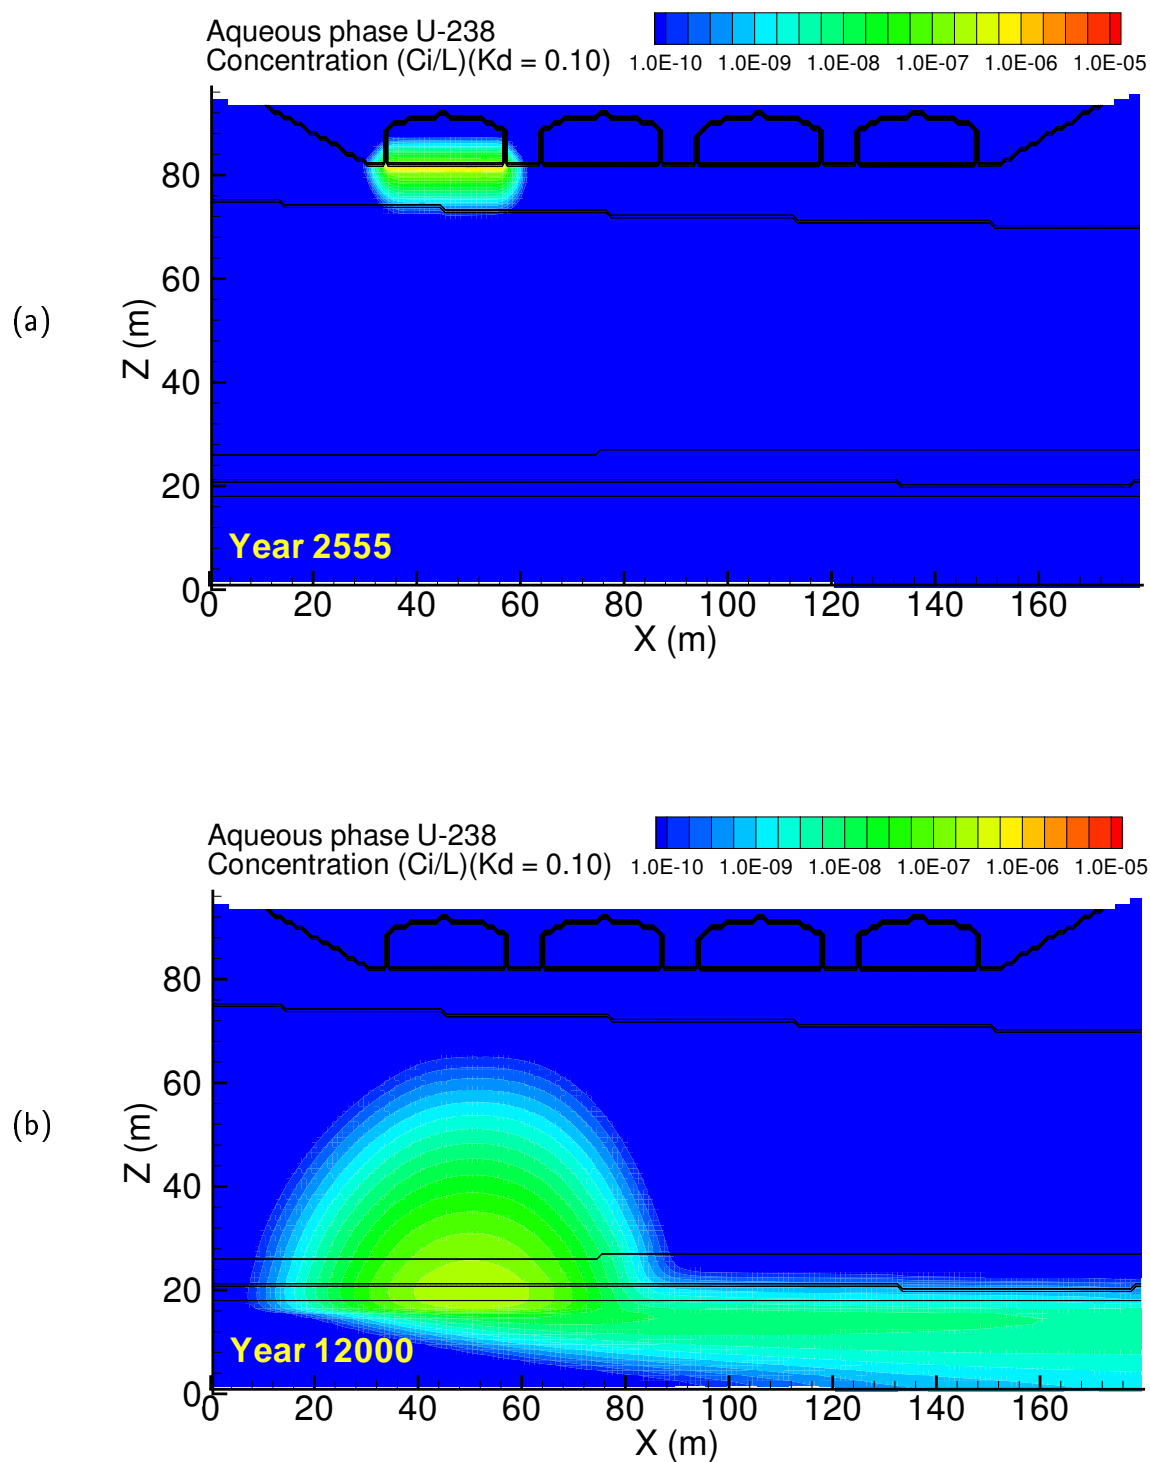 Aqueous phase U-238
Concentration (Ci/L)(Kd = 0.10)
1.0E-10 1.0E-09 1.0E-08 1.0E-07 1.0E-06 1.0E-05
80
60
(a)
Z (m)
40
20
Year 2555
0
0 20 40 60 80 100 120 140 160
X (m)
Aqueous phase U-238
Concentration (Ci/L)(Kd = 0.10)
1.0E-10 1.0E-09 1.0E-08 1.0E-07 1.0E-06 1.0E-05
80
60
(b)
Z (m)
40
20
Year 12000
0
0 20 40 60 80 100 120 140 160
X (m)